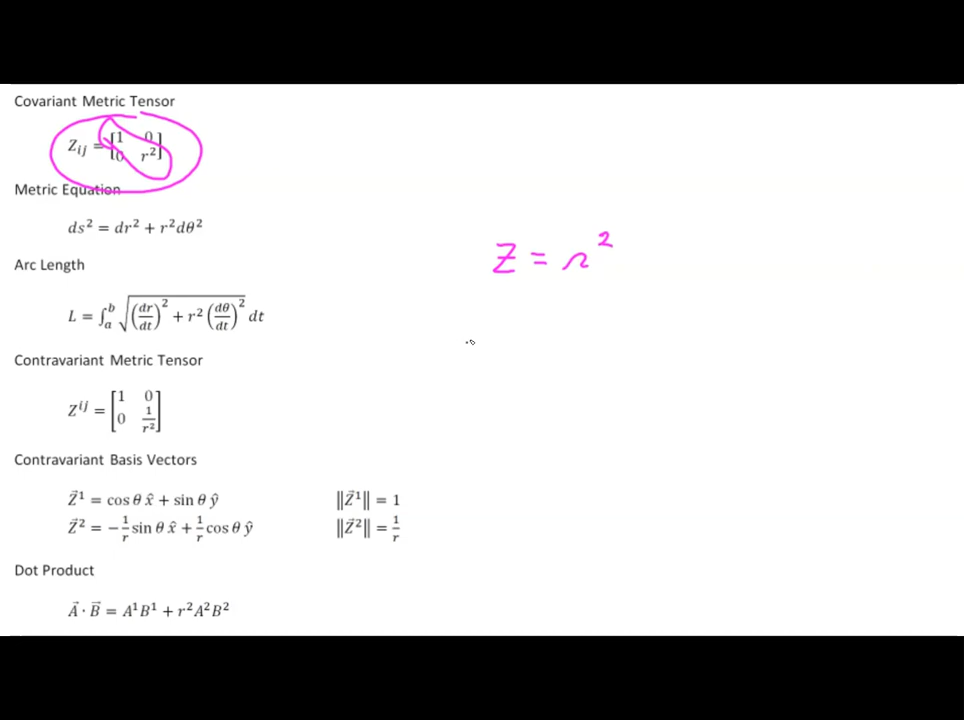 Covariant Metric Tensor
Z_{ij} = [1 0; 0 r²]
Metric Equation
ds² = dr² + r²dθ²
Z = r²
Arc Length
L = ∫_a^b √((dr/dt)² + r²(dθ/dt)²) dt
Contravariant Metric Tensor
Z^{ij} = [1 0; 0 1/r²]
Contravariant Basis Vectors
Z⃗¹ = cos θ x̂ + sin θ ŷ ‖Z⃗¹‖ = 1
Z⃗² = −1/r sin θ x̂ + 1/r cos θ ŷ ‖Z⃗²‖ = 1/r
Dot Product
A⃗ · B⃗ = A¹B¹ + r²A²B²